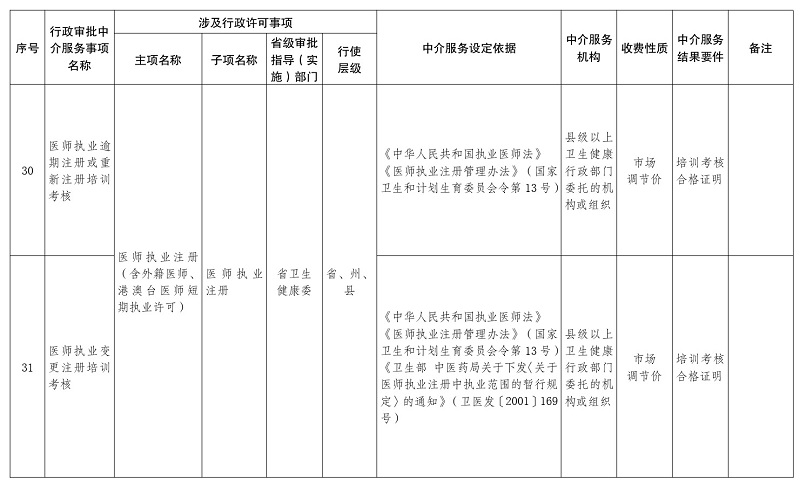 序号
行政审批中
介服务事项
名称
涉及行政许可事项
主项名称
子项名称
省级审批
指导（实
施）部门
行使
层级
中介服务设定依据
中介服务
机构
收费性质
中介服务
结果要件
备注
30
医师执业逾
期注册或重
新注册培训
考核
医师执业注册
（含外籍医师、
港澳台医师短
期执业许可）
医师执业
注册
省卫生
健康委
省、州、
县
《中华人民共和国执业医师法》
《医师执业注册管理办法》（国家
卫生和计划生育委员会令第13号）
县级以上
卫生健康
行政部门
委托的机
构或组织
市场
调节价
培训考核
合格证明
31
医师执业变
更注册培训
考核
《中华人民共和国执业医师法》
《医师执业注册管理办法》（国家
卫生和计划生育委员会令第13号）
《卫生部 中医药局关于下发〈关于
医师执业注册中执业范围的暂行规
定〉的通知》（卫医发〔2001〕169
号）
县级以上
卫生健康
行政部门
委托的机
构或组织
市场
调节价
培训考核
合格证明